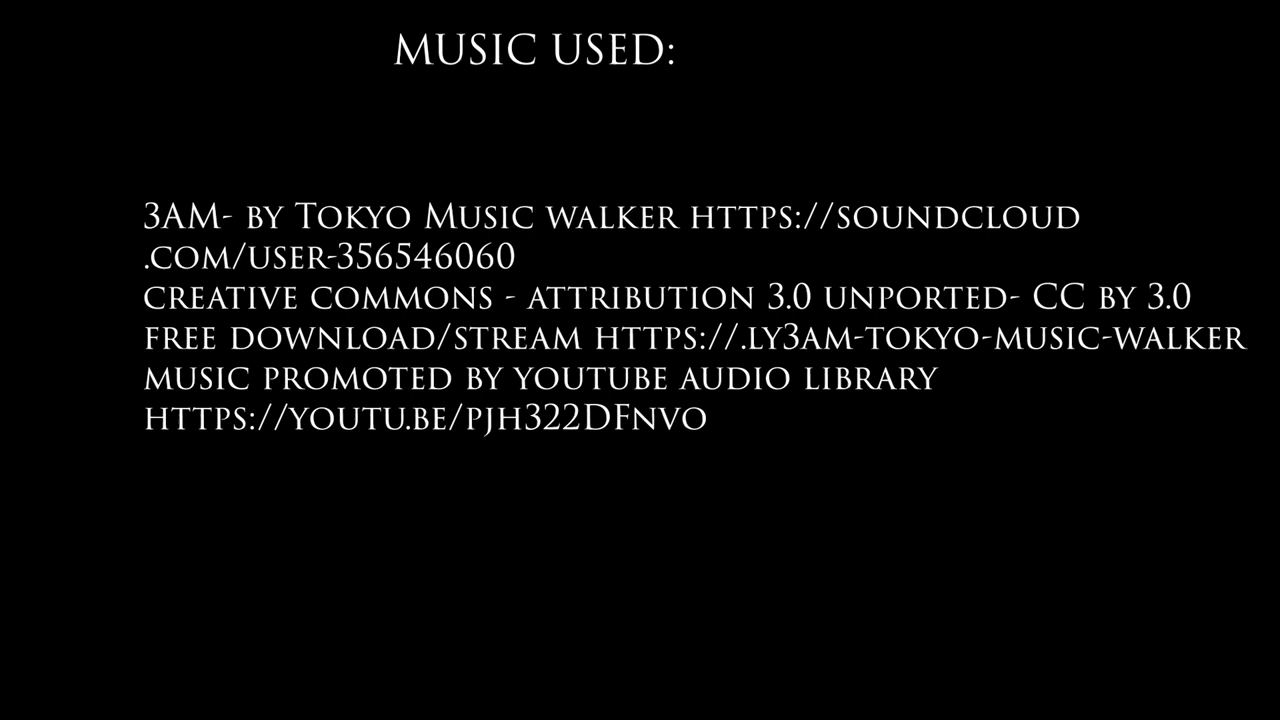 MUSIC USED:
3AM- by Tokyo Music walker https://soundcloud
.com/user-356546060
creative commons - attribution 3.0 unported- CC by 3.0
free download/stream https://.ly3am-tokyo-music-walker
music promoted by youtube audio library
https://youtu.be/pjh322DFnvo